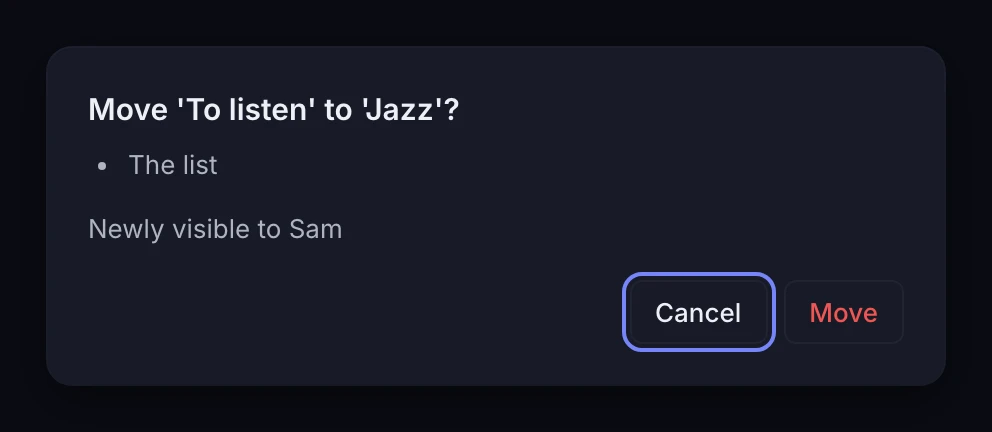 Move 'To listen' to 'Jazz'?
• The list
Newly visible to Sam
Cancel
Move